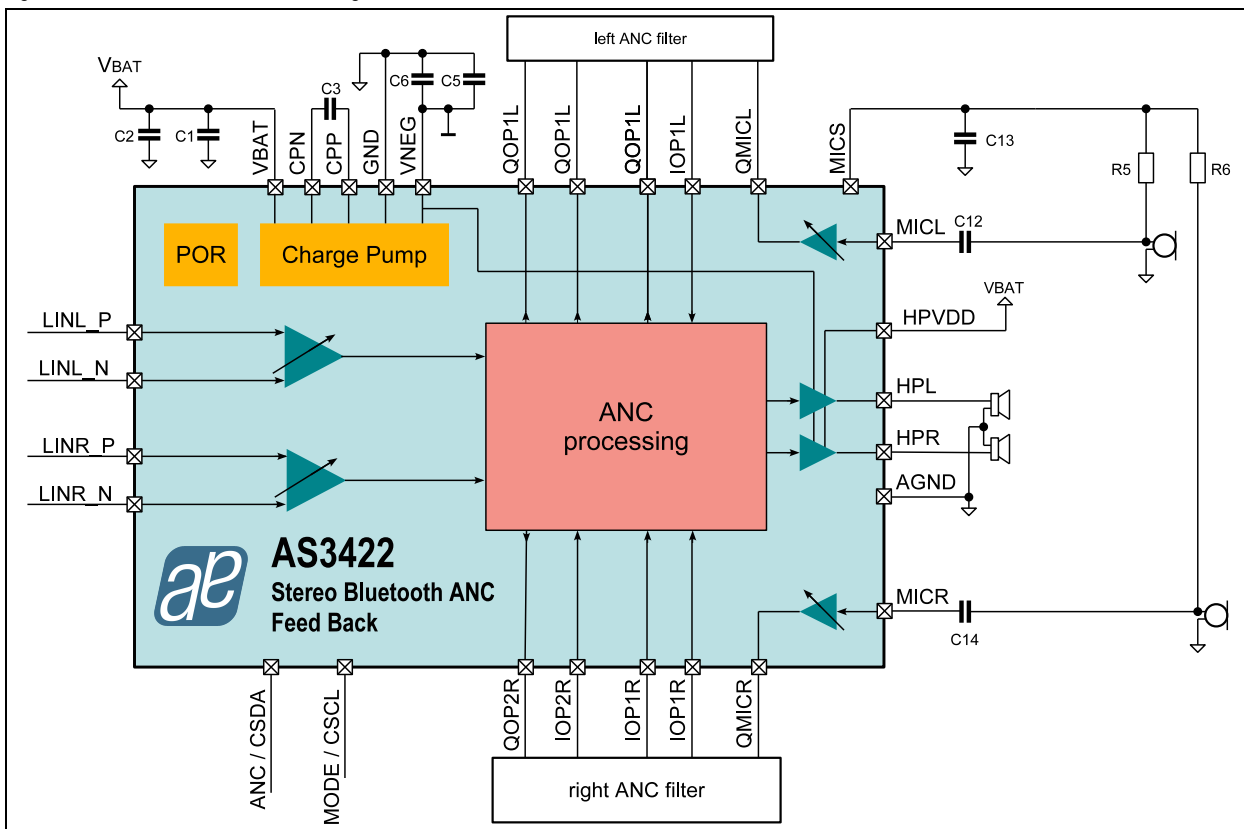 left ANC filter
VBAT
C3
C6
C5
C2
C1
C13
R5
R6
VBAT
CPN
CPP
GND
VNEG
QOP1L
QOP1L
QOP1L
IOP1L
QMICL
MICS
POR
Charge Pump
MICL
C12
VBAT
HPVDD
LINL_P
LINL_N
HPL
ANC
processing
HPR
LINR_P
AGND
LINR_N
AS3422
Stereo Bluetooth ANC
Feed Back
ae
MICR
C14
ANC / CSDA
MODE / CSCL
QOP2R
IOP2R
IOP1R
IOP1R
QMICR
right ANC filter